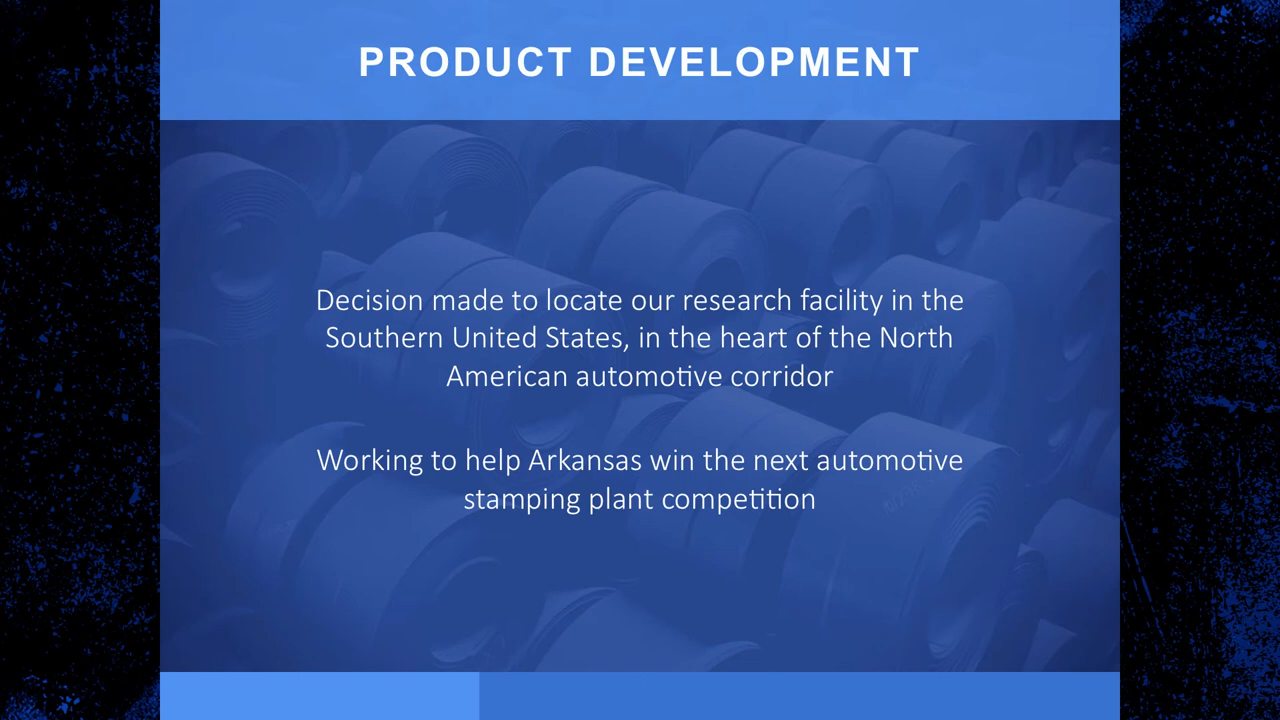 PRODUCT DEVELOPMENT
Decision made to locate our research facility in the
Southern United States, in the heart of the North
American automotive corridor
Working to help Arkansas win the next automotive
stamping plant competition